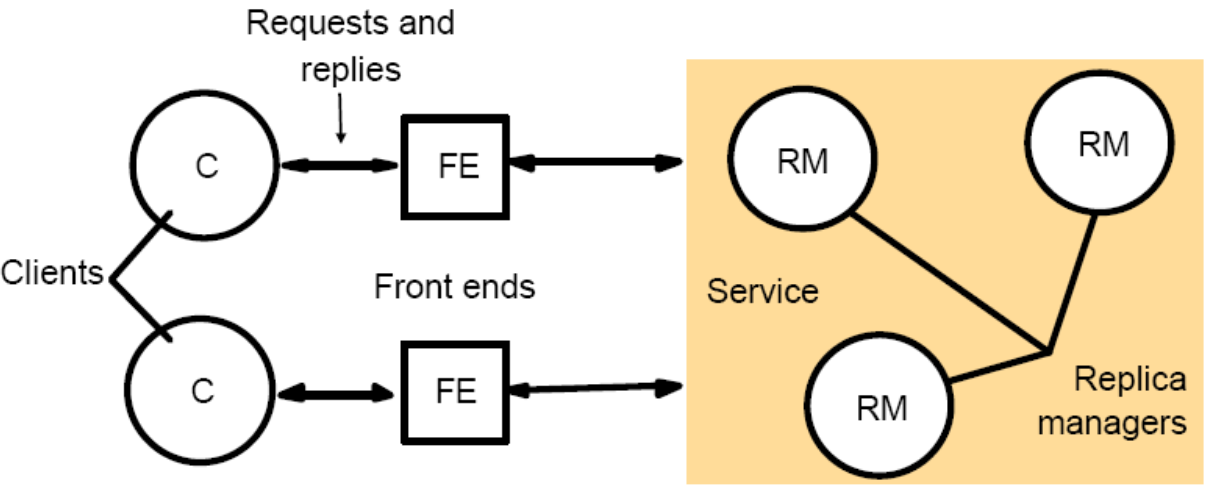 Requests and
replies
C
FE
RM
RM
Clients
Front ends
Service
C
FE
RM
Replica
managers